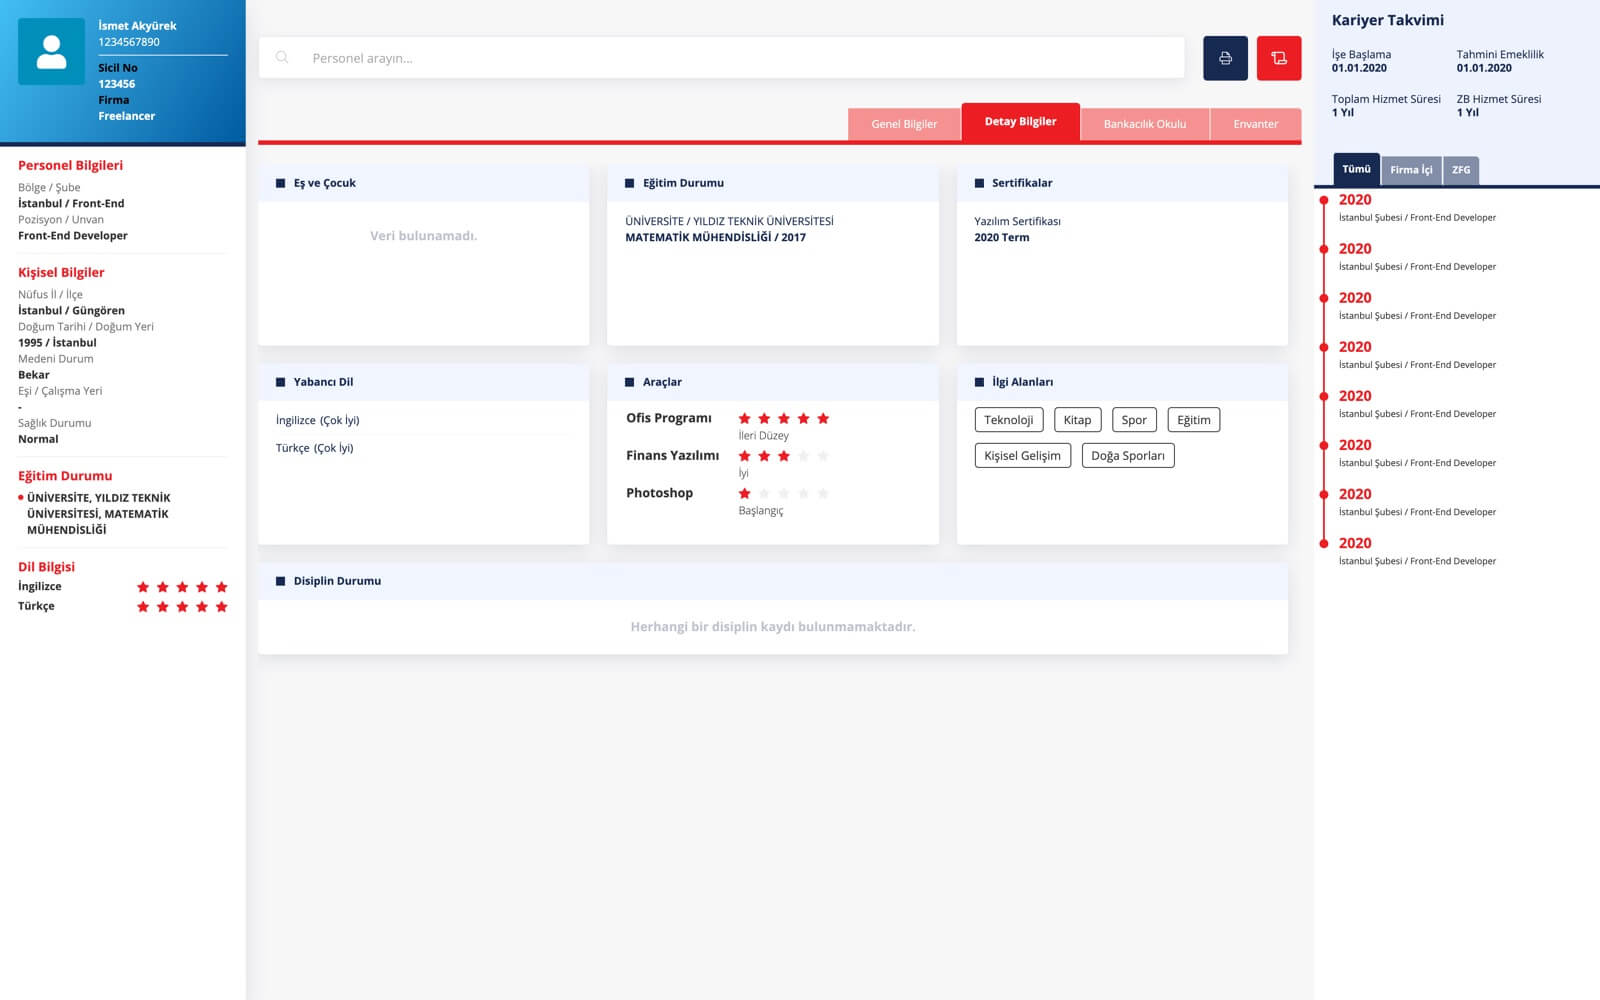 İsmet Akyürek
1234567890
Sicil No
123456
Firma
Freelancer
Personel Bilgileri
Bölge / Şube
İstanbul / Front-End
Pozisyon / Unvan
Front-End Developer
Kişisel Bilgiler
Nüfus İl / İlçe
İstanbul / Güngören
Doğum Tarihi / Doğum Yeri
1995 / İstanbul
Medeni Durum
Bekar
Eşi / Çalışma Yeri
-
Sağlık Durumu
Normal
Eğitim Durumu
ÜNİVERSİTE, YILDIZ TEKNİK
ÜNİVERSİTESİ, MATEMATİK
MÜHENDİSLİĞİ
Dil Bilgisi
İngilizce
Türkçe
Personel arayın...
Genel Bilgiler
Detay Bilgiler
Bankacılık Okulu
Envanter
Eş ve Çocuk
Veri bulunamadı.
Eğitim Durumu
ÜNİVERSİTE / YILDIZ TEKNİK ÜNİVERSİTESİ
MATEMATİK MÜHENDİSLİĞİ / 2017
Sertifikalar
Yazılım Sertifikası
2020 Term
Yabancı Dil
İngilizce (Çok İyi)
Türkçe (Çok İyi)
Araçlar
Ofis Programı
İleri Düzey
Finans Yazılımı
İyi
Photoshop
Başlangıç
İlgi Alanları
Teknoloji
Kitap
Spor
Eğitim
Kişisel Gelişim
Doğa Sporları
Disiplin Durumu
Herhangi bir disiplin kaydı bulunmamaktadır.
Kariyer Takvimi
İşe Başlama
01.01.2020
Tahmini Emeklilik
01.01.2020
Toplam Hizmet Süresi
1 Yıl
ZB Hizmet Süresi
1 Yıl
Tümü
Firma İçi
ZFG
2020
İstanbul Şubesi / Front-End Developer
2020
İstanbul Şubesi / Front-End Developer
2020
İstanbul Şubesi / Front-End Developer
2020
İstanbul Şubesi / Front-End Developer
2020
İstanbul Şubesi / Front-End Developer
2020
İstanbul Şubesi / Front-End Developer
2020
İstanbul Şubesi / Front-End Developer
2020
İstanbul Şubesi / Front-End Developer